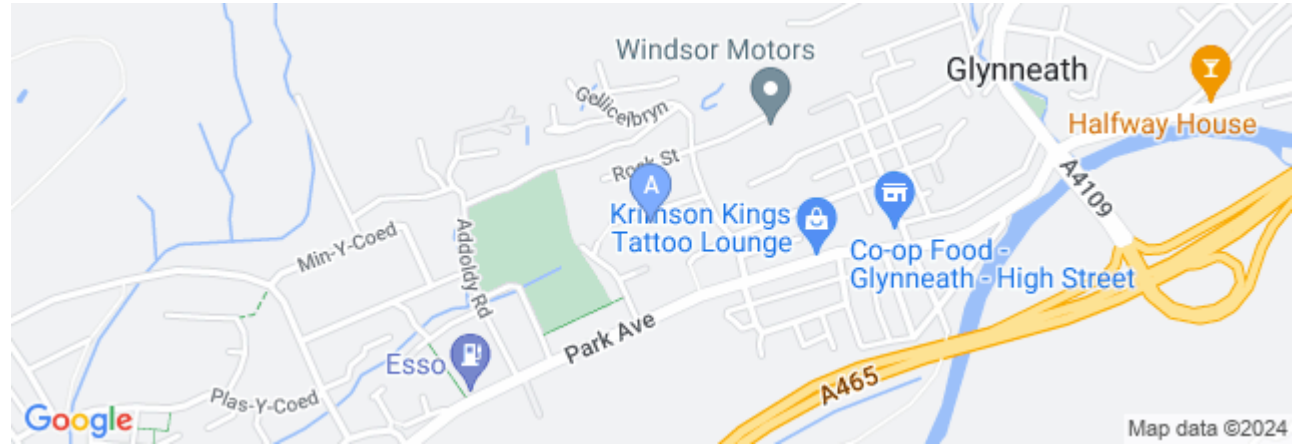 Windsor Motors
Glynneath
Gelliceibryn
Halfway House
Rock St
A
A4109
Krimson Kings
Tattoo Lounge
Co-op Food -
Glynneath - High Street
Min-Y-Coed
Addoldy Rd
Park Ave
Esso
A465
Plas-Y-Coed
Google
Map data ©2024